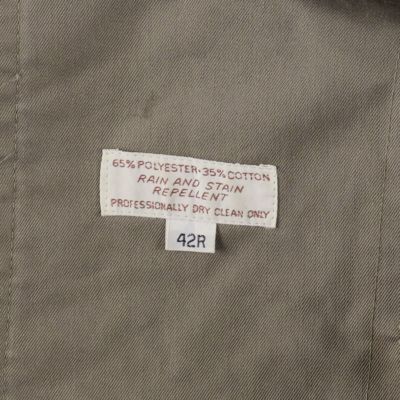 65% POLYESTER·35% COTTON
RAIN AND STAIN
REPELLENT
PROFESSIONALLY DRY CLEAN ONLY
42R